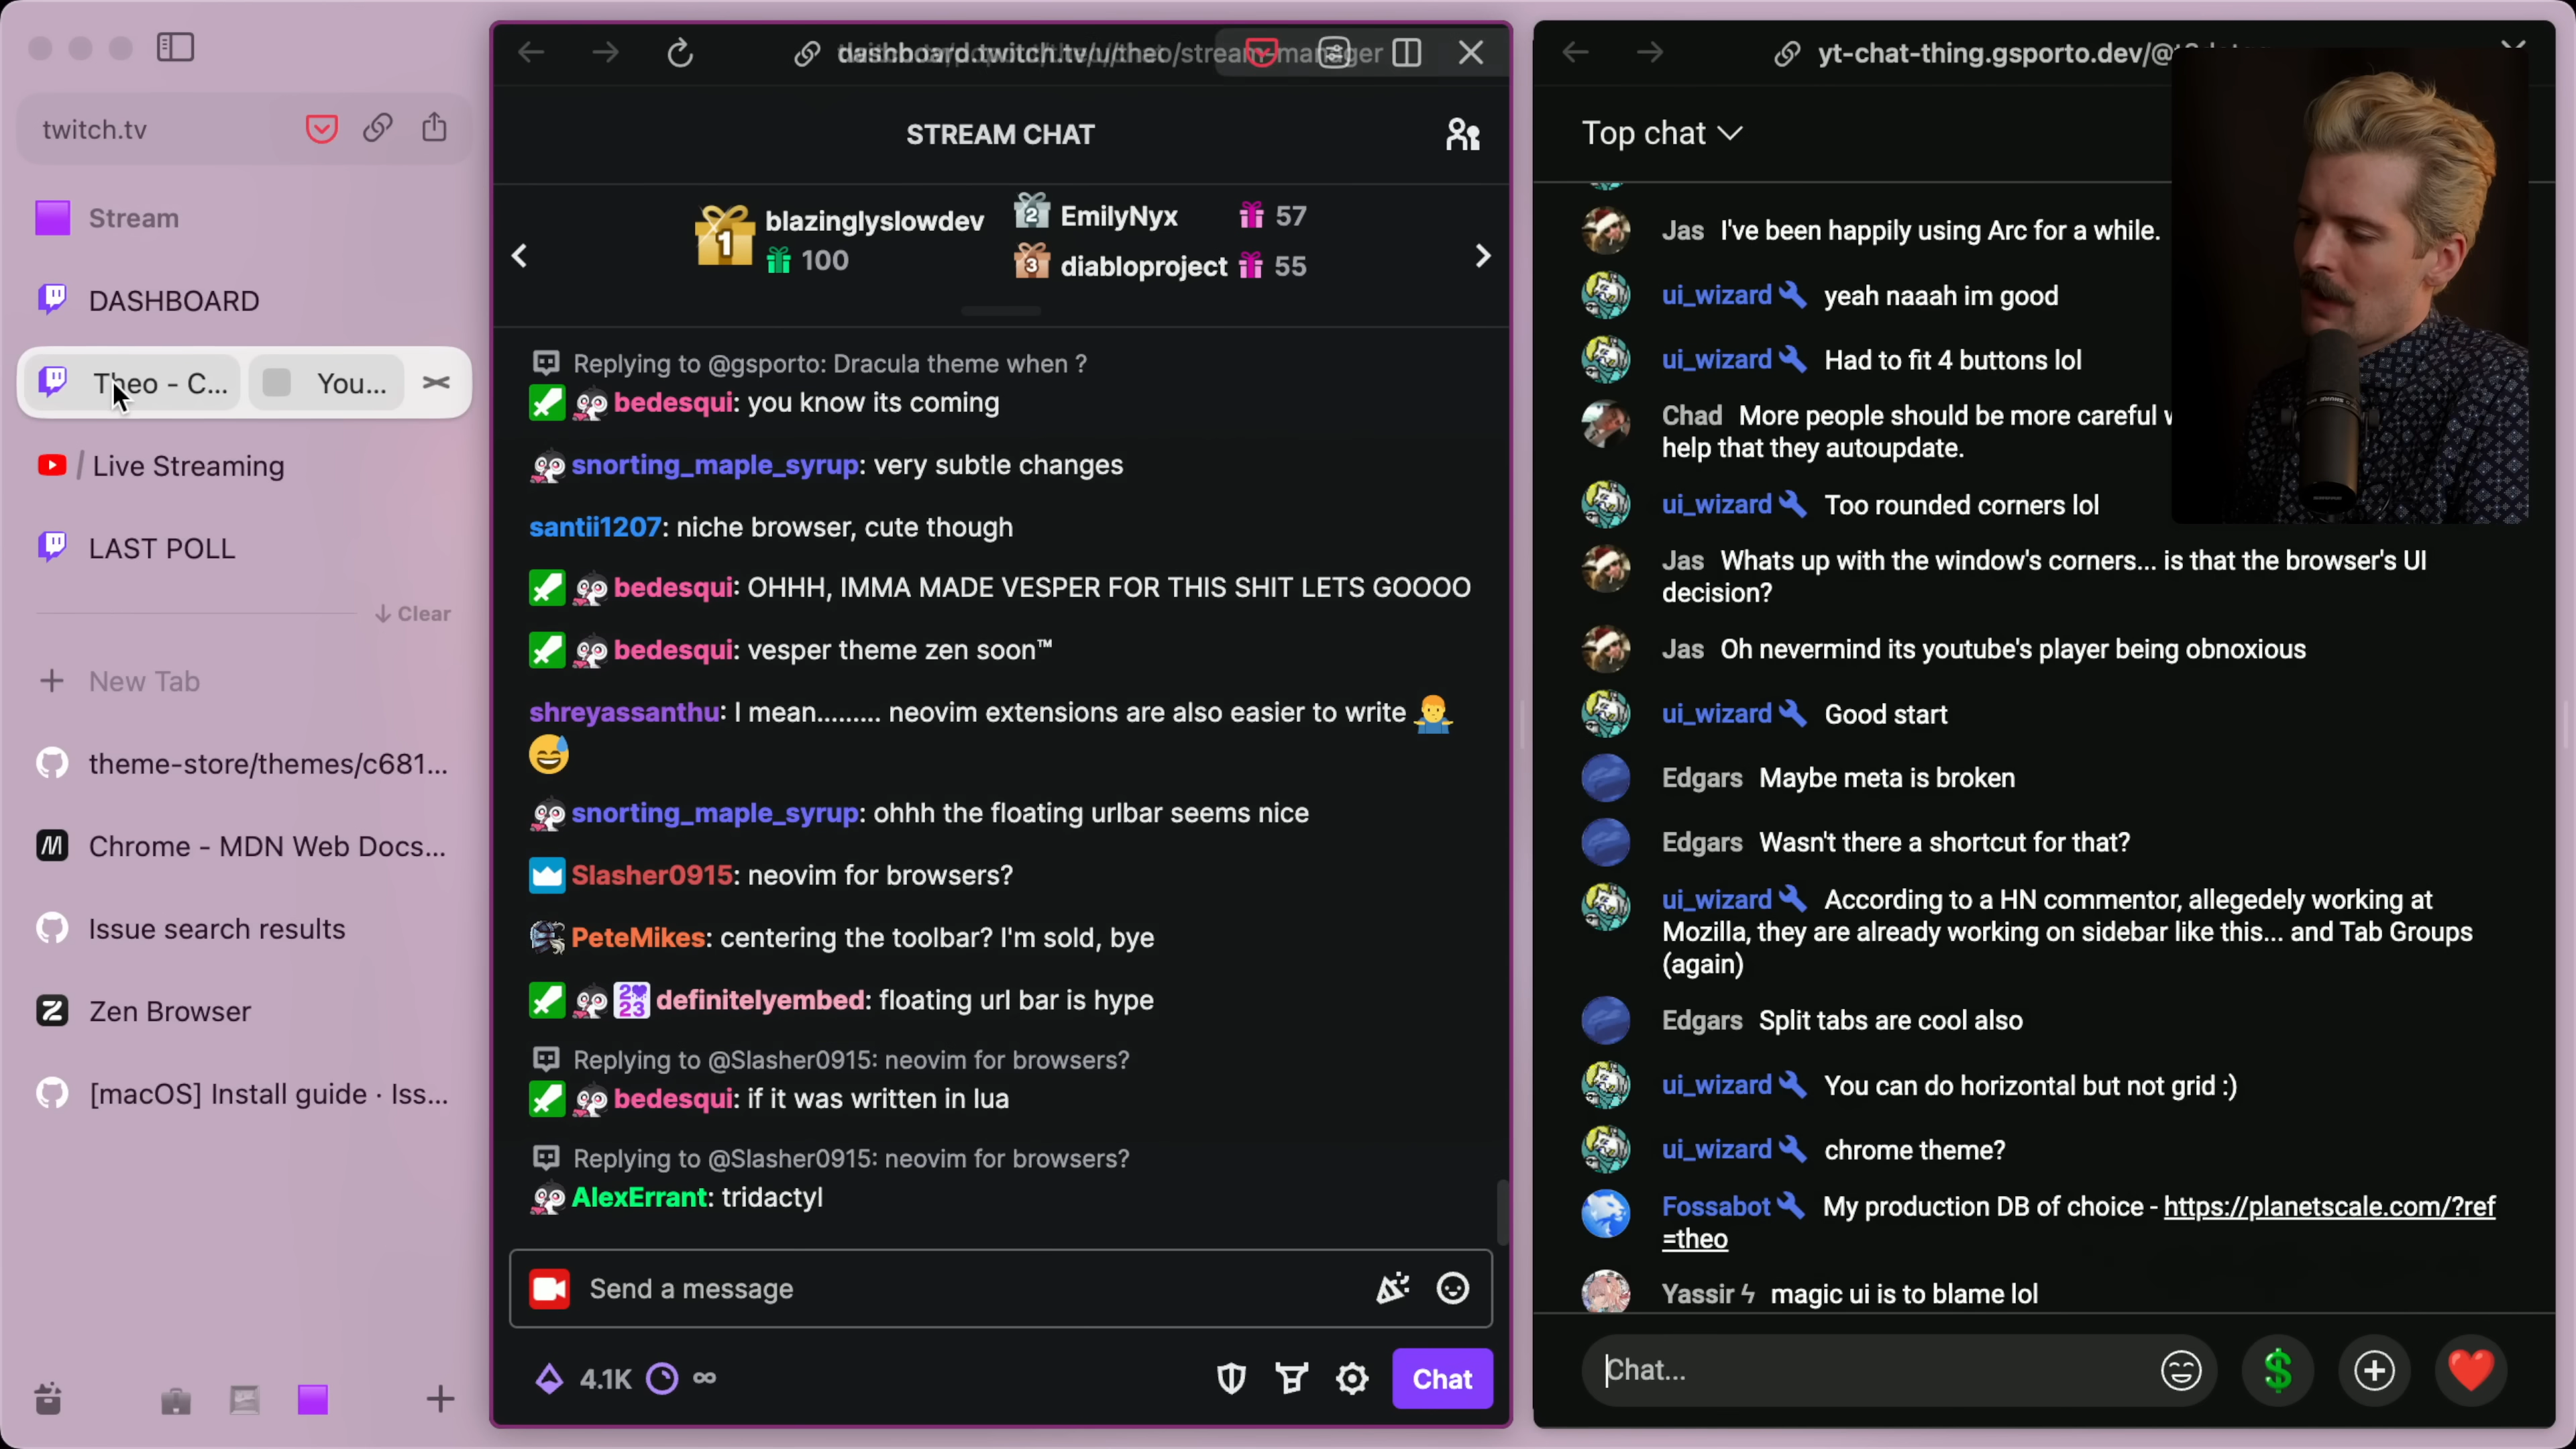 twitch.tv
Stream
DASHBOARD
Theo - C...
You...
/ Live Streaming
LAST POLL
Clear
New Tab
theme-store/themes/c681...
Chrome - MDN Web Docs...
Issue search results
Zen Browser
[macOS] Install guide · Iss...
dashboard.twitch.tv/u/theo/stream-manager
STREAM CHAT
1
blazinglyslowdev
100
2
EmilyNyx
57
3
diabloproject
55
Replying to @gsporto: Dracula theme when ?
bedesqui: you know its coming
snorting_maple_syrup: very subtle changes
santii1207: niche browser, cute though
bedesqui: OHHH, IMMA MADE VESPER FOR THIS SHIT LETS GOOOO
bedesqui: vesper theme zen soon™
shreyassanthu: I mean......... neovim extensions are also easier to write
snorting_maple_syrup: ohhh the floating urlbar seems nice
Slasher0915: neovim for browsers?
PeteMikes: centering the toolbar? I'm sold, bye
2023 definitelyembed: floating url bar is hype
Replying to @Slasher0915: neovim for browsers?
bedesqui: if it was written in lua
Replying to @Slasher0915: neovim for browsers?
AlexErrant: tridactyl
Send a message
4.1K
∞
Chat
yt-chat-thing.gsporto.dev/@
Top chat
Jas I've been happily using Arc for a while.
ui_wizard yeah naaah im good
ui_wizard Had to fit 4 buttons lol
Chad More people should be more careful
help that they autoupdate.
ui_wizard Too rounded corners lol
Jas Whats up with the window's corners... is that the browser's UI
decision?
Jas Oh nevermind its youtube's player being obnoxious
ui_wizard Good start
Edgars Maybe meta is broken
Edgars Wasn't there a shortcut for that?
ui_wizard According to a HN commentor, allegedely working at
Mozilla, they are already working on sidebar like this... and Tab Groups
(again)
Edgars Split tabs are cool also
ui_wizard You can do horizontal but not grid :)
ui_wizard chrome theme?
Fossabot My production DB of choice - https://planetscale.com/?ref
=theo
Yassir ϟ magic ui is to blame lol
Chat...